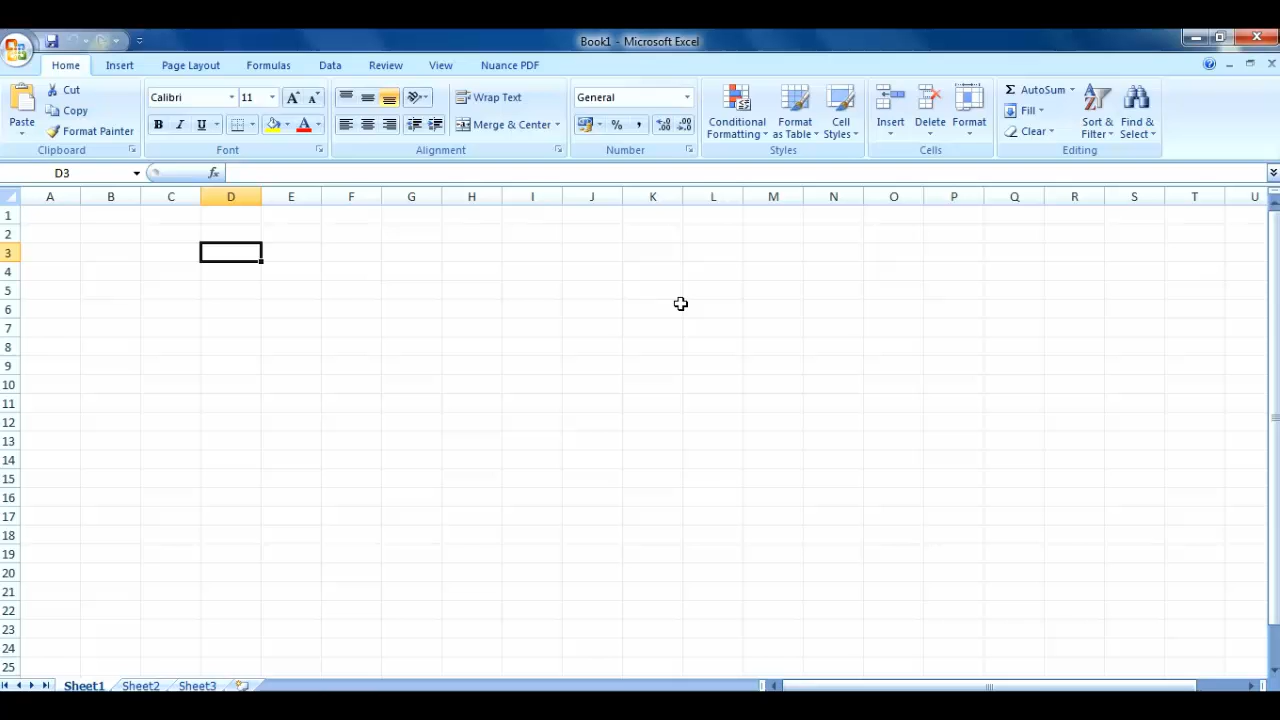 Book1 - Microsoft Excel
Home Insert Page Layout Formulas Data Review View Nuance PDF
Paste
Cut
Copy
Format Painter
Clipboard
Calibri 11
B I U
Font
Wrap Text
Merge & Center
Alignment
General
% ,
Number
Conditional Formatting
Format as Table
Cell Styles
Styles
Insert Delete Format
Cells
Σ AutoSum
Fill
Clear
Sort & Filter
Find & Select
Editing
D3 fx
A B C D E F G H I J K L M N O P Q R S T U
1
2
3
4
5
6
7
8
9
10
11
12
13
14
15
16
17
18
19
20
21
22
23
24
25
Sheet1 Sheet2 Sheet3